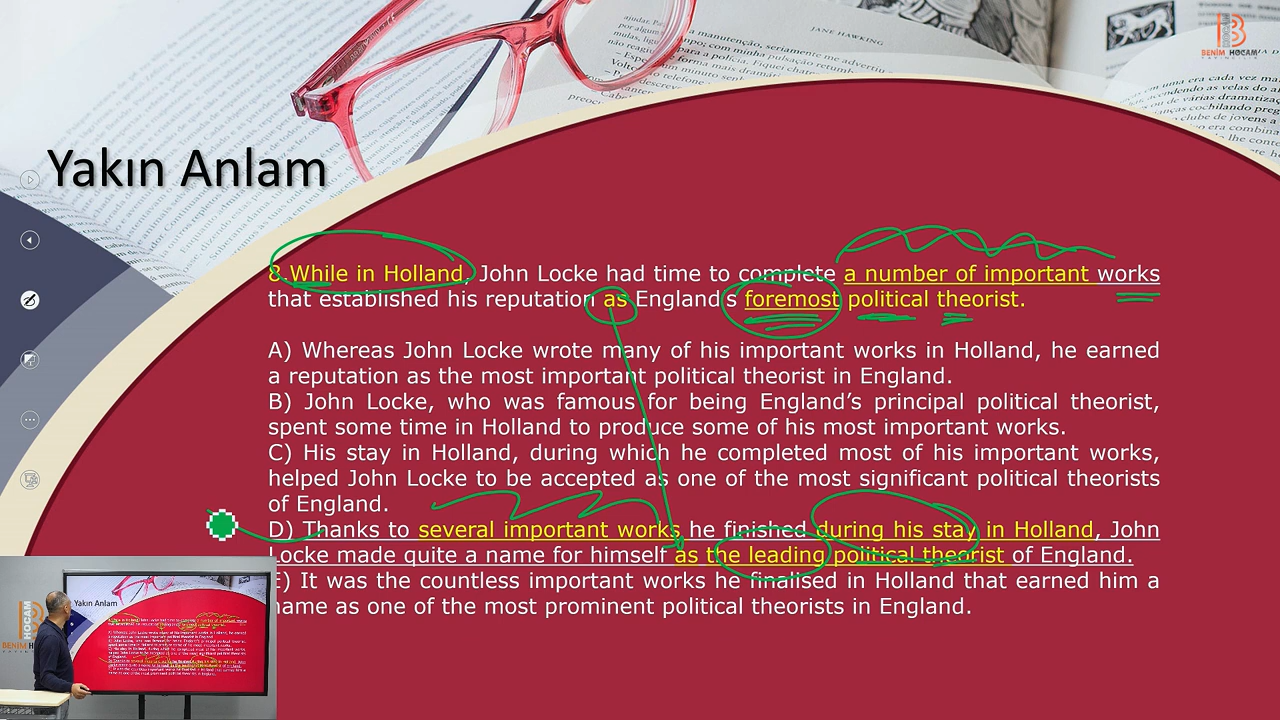 JANE HAWKING
BENİM HOCAM
Yakın Anlam
8. While in Holland, John Locke had time to complete a number of important works
that established his reputation as England's foremost political theorist.
A) Whereas John Locke wrote many of his important works in Holland, he earned
a reputation as the most important political theorist in England.
B) John Locke, who was famous for being England’s principal political theorist,
spent some time in Holland to produce some of his most important works.
C) His stay in Holland, during which he completed most of his important works,
helped John Locke to be accepted as one of the most significant political theorists
of England.
D) Thanks to several important works he finished during his stay in Holland, John
Locke made quite a name for himself as the leading political theorist of England.
E) It was the countless important works he finalised in Holland that earned him a
name as one of the most prominent political theorists in England.
Yakın Anlam